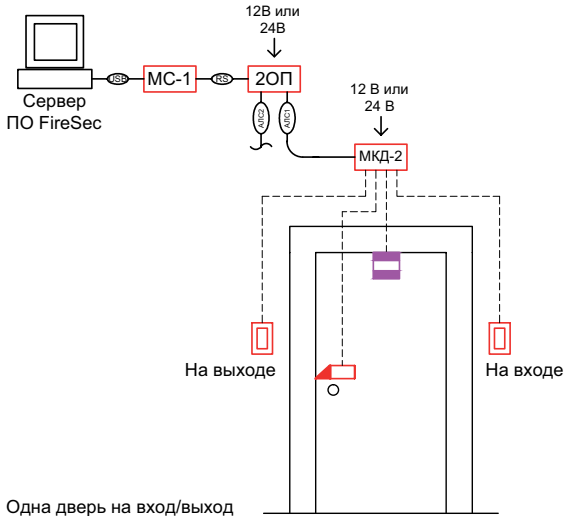 12В или
24В
USB
МС-1
RS
2ОП
Сервер
ПО FireSec
АЛС2
АЛС1
12 В или
24 В
МКД-2
На выходе
На входе
Одна дверь на вход/выход